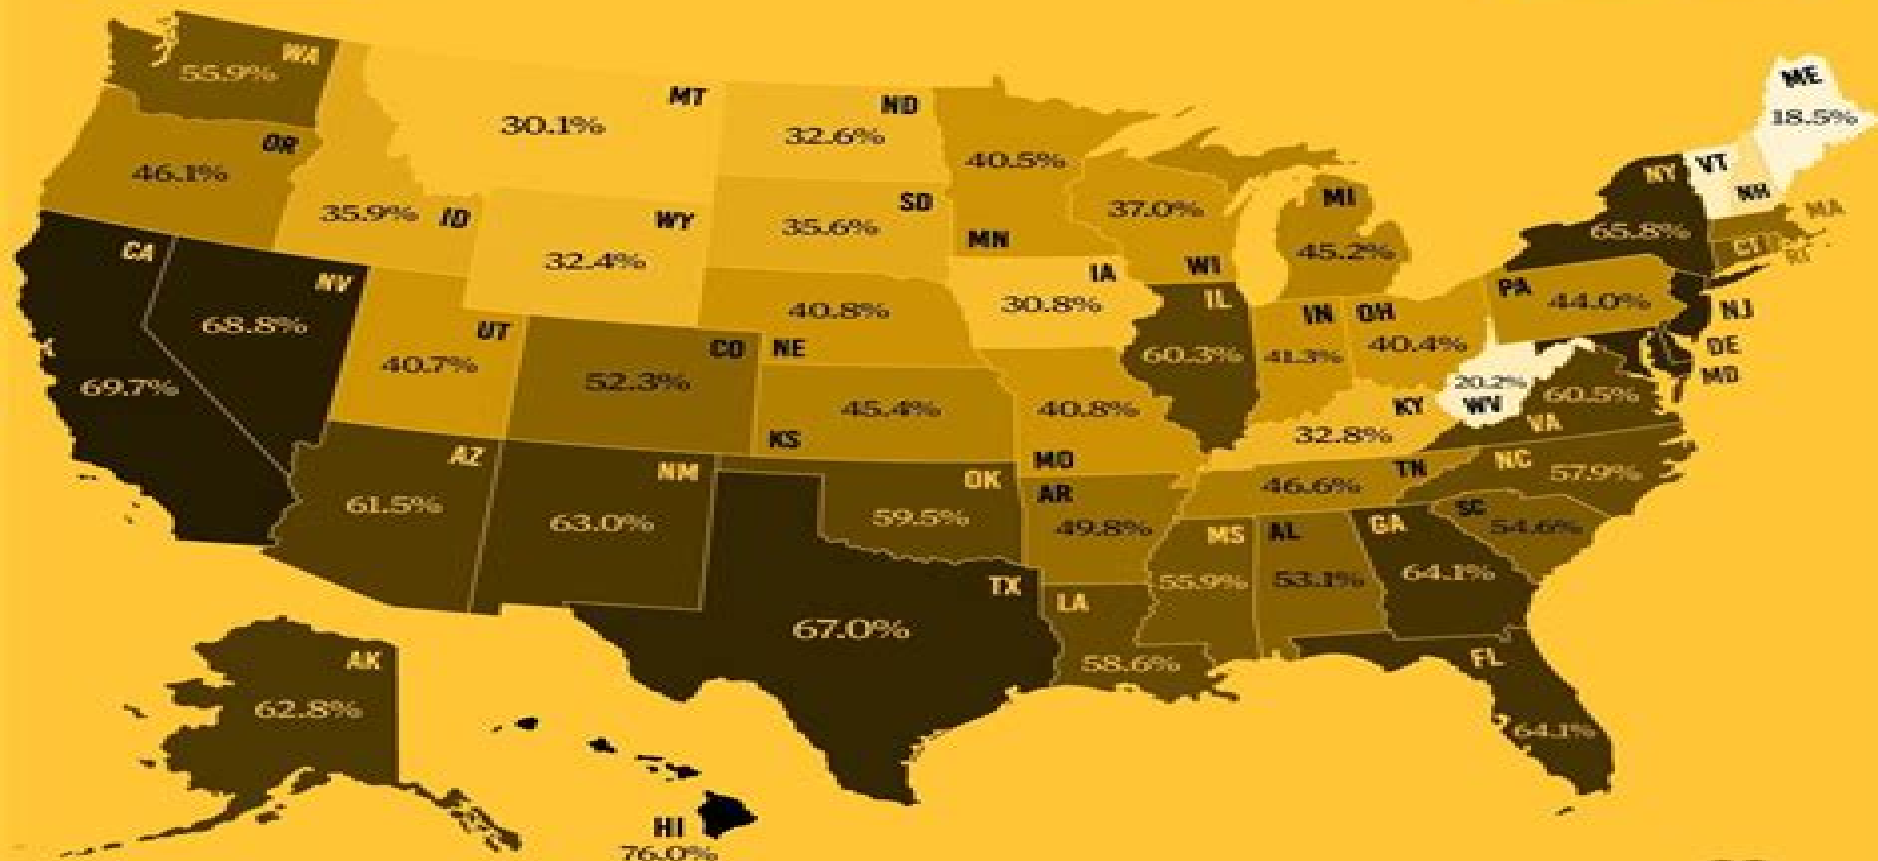 WA
55.9%
OR
46.1%
CA
69.7%
NV
68.8%
ID
35.9%
MT
30.1%
WY
32.4%
UT
40.7%
CO
52.3%
AZ
61.5%
NM
63.0%
ND
32.6%
SD
35.6%
NE
40.8%
KS
45.4%
OK
59.5%
TX
67.0%
MN
40.5%
IA
30.8%
MO
40.8%
AR
49.8%
LA
58.6%
WI
37.0%
IL
60.3%
MI
45.2%
IN
41.3%
OH
40.4%
KY
32.8%
TN
46.6%
MS
55.9%
AL
53.1%
GA
64.1%
FL
64.1%
SC
54.6%
NC
57.9%
VA
60.5%
WV
20.2%
PA
44.0%
NY
65.8%
VT
NH
ME
18.5%
MA
CT
RI
NJ
DE
MD
AK
62.8%
HI
76.0%